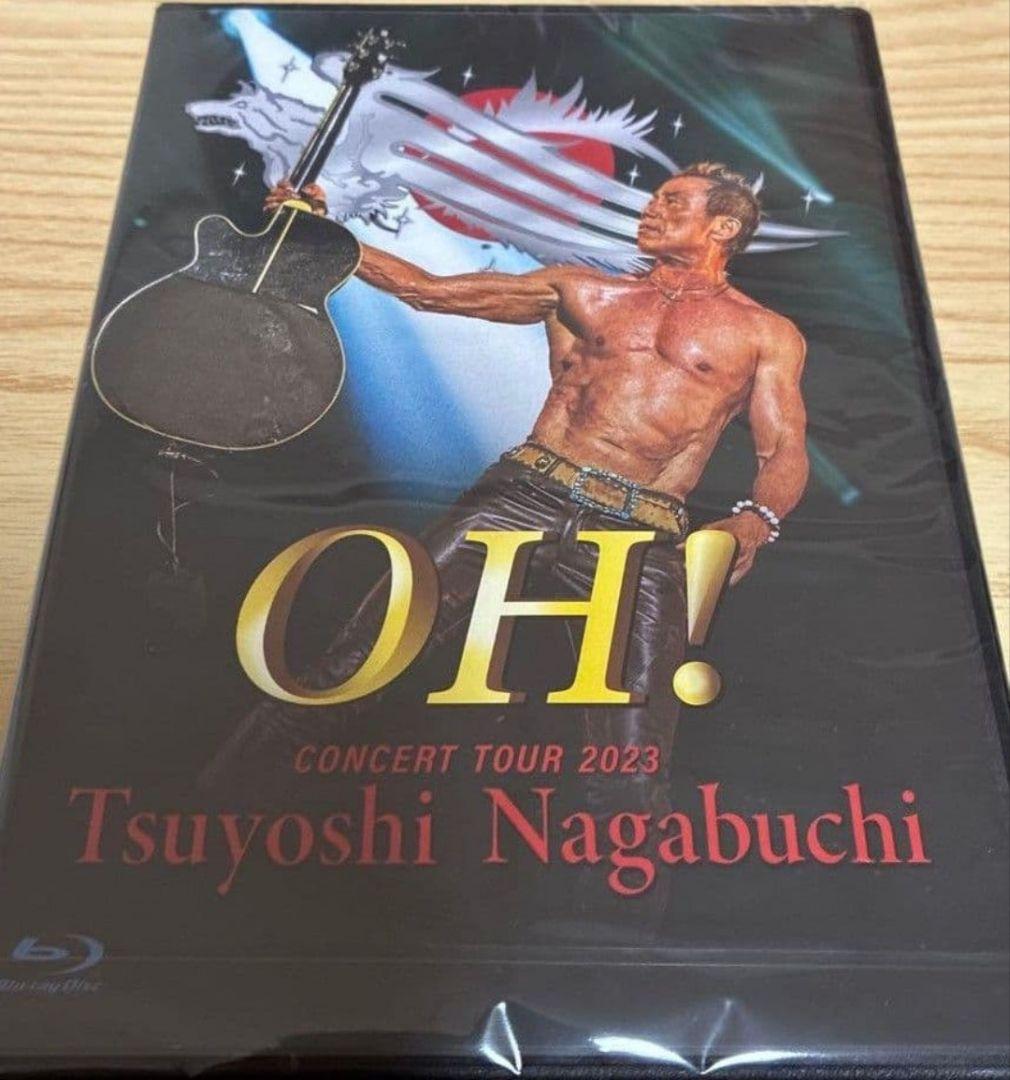 OH!
CONCERT TOUR 2023
Tsuyoshi Nagabuchi
Blu-ray Disc